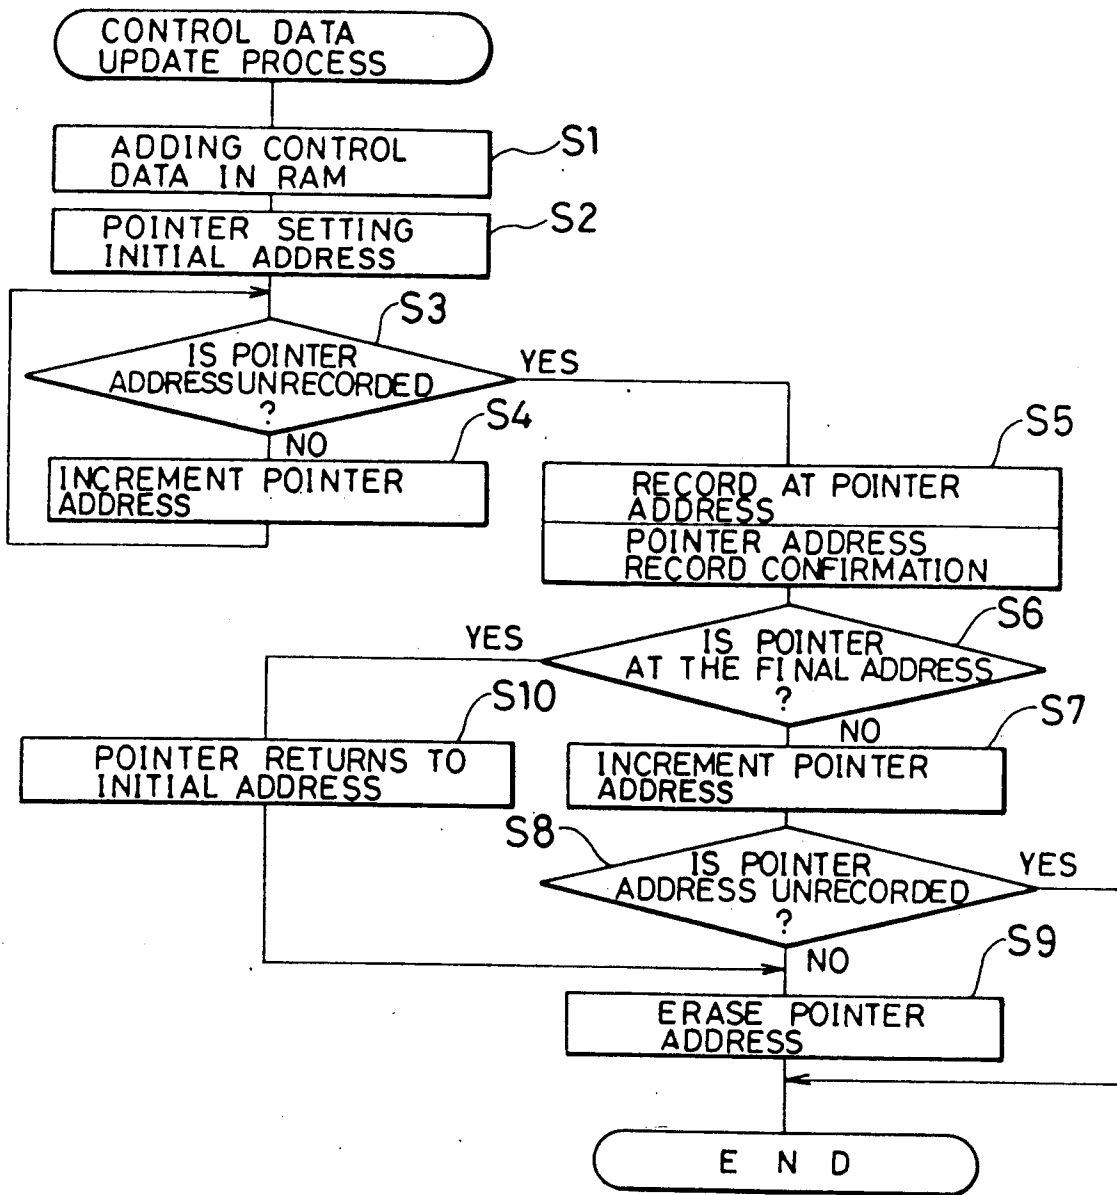 CONTROL DATA
UPDATE PROCESS
ADDING CONTROL
DATA IN RAM
S1
POINTER SETTING
INITIAL ADDRESS
S2
S3
IS POINTER
ADDRESS UNRECORDED
?
YES
NO
S4
INCREMENT POINTER
ADDRESS
S5
RECORD AT POINTER
ADDRESS
POINTER ADDRESS
RECORD CONFIRMATION
S6
IS POINTER
AT THE FINAL ADDRESS
?
YES
NO
S10
POINTER RETURNS TO
INITIAL ADDRESS
S7
INCREMENT POINTER
ADDRESS
S8
IS POINTER
ADDRESS UNRECORDED
?
YES
NO
S9
ERASE POINTER
ADDRESS
END